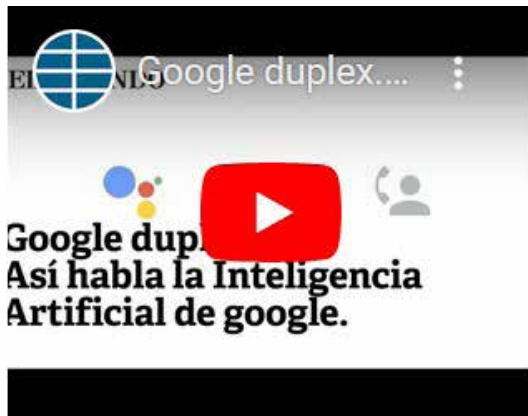 Google duplex....
Google dupl
Así habla la Inteligencia
Artificial de google.